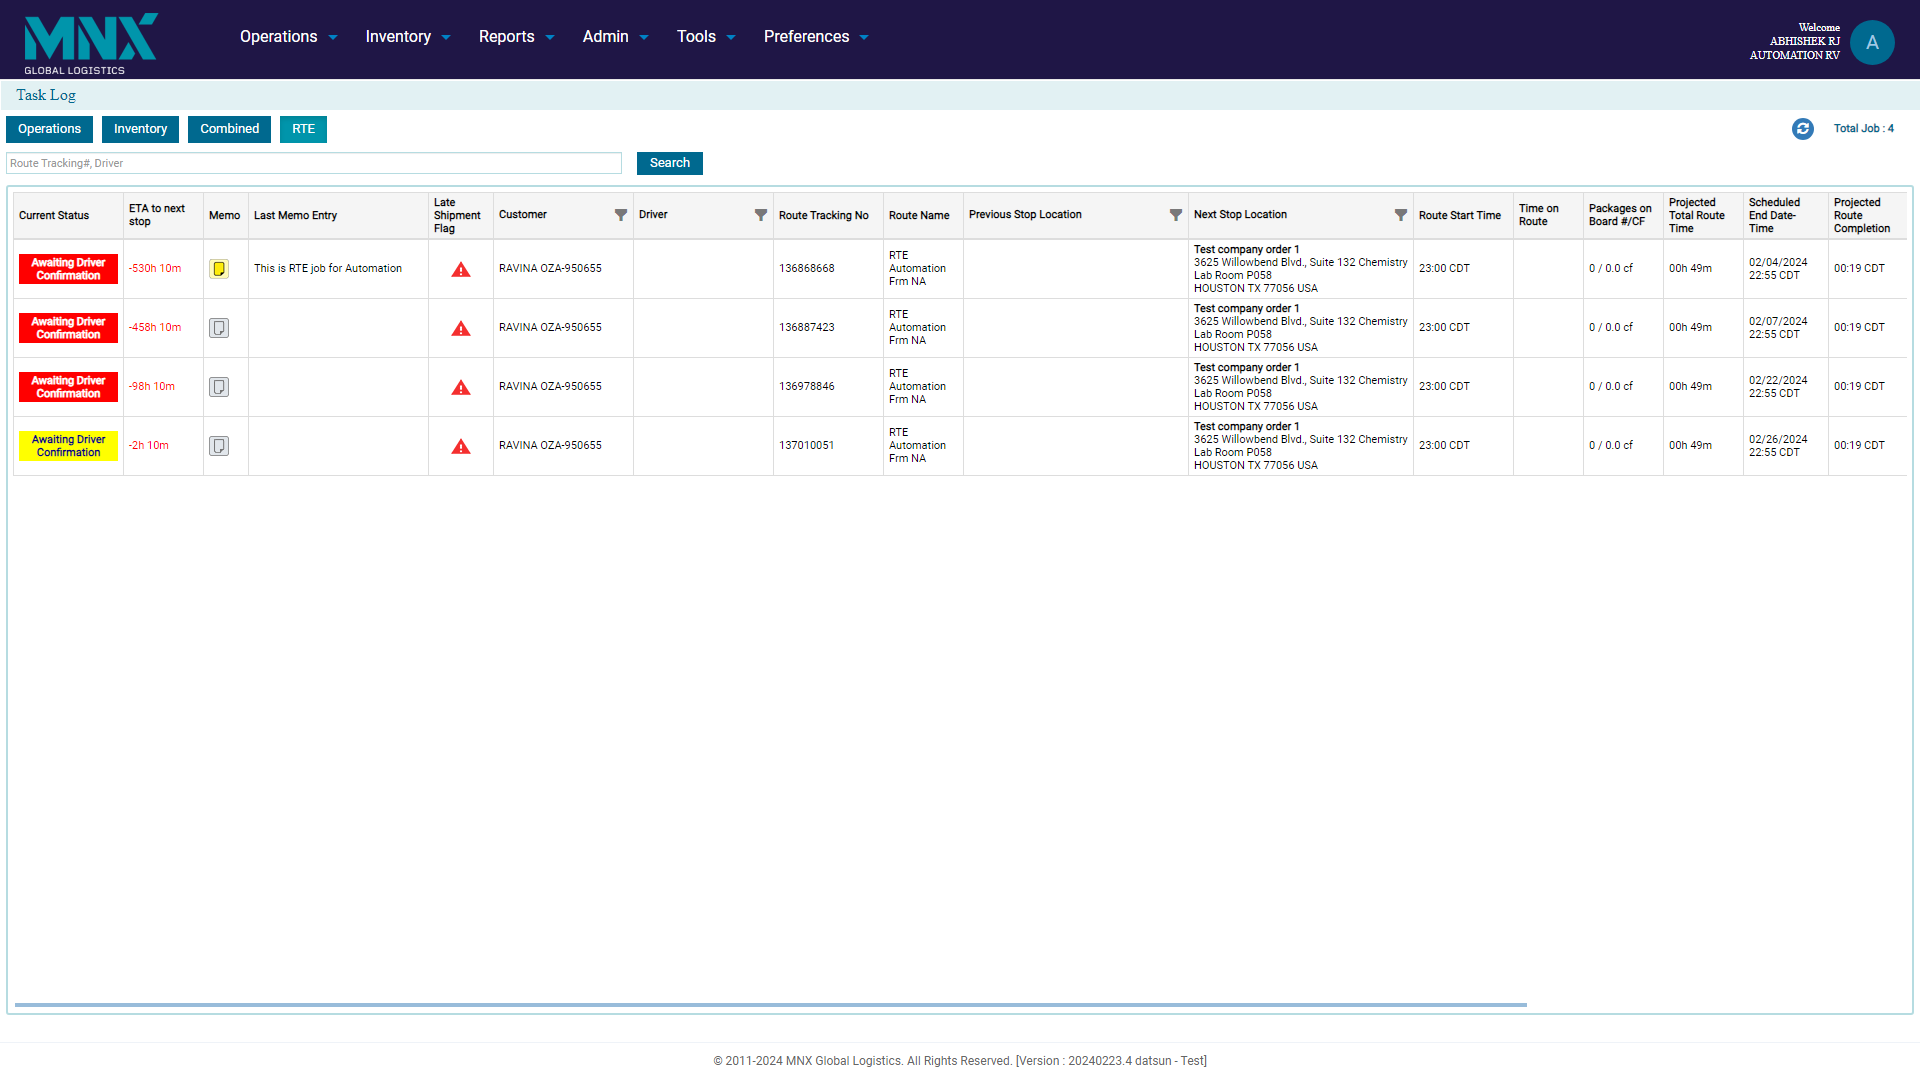 MNX
GLOBAL LOGISTICS
Operations Inventory Reports Admin Tools Preferences
Welcome
ABHISHEK RJ
AUTOMATION RV
A
Task Log
Operations Inventory Combined RTE
Total Job : 4
Route Tracking#, Driver
Search
Current Status ETA to next stop Memo Last Memo Entry Late Shipment Flag Customer Driver Route Tracking No Route Name Previous Stop Location Next Stop Location Route Start Time Time on Route Packages on Board #/CF Projected Total Route Time Scheduled End Date-Time Projected Route Completion
Awaiting Driver Confirmation -530h 10m This is RTE job for Automation RAVINA OZA-950655 136868668 RTE Automation Frm NA Test company order 1 3625 Willowbend Blvd., Suite 132 Chemistry Lab Room P058 HOUSTON TX 77056 USA 23:00 CDT 0 / 0.0 cf 00h 49m 02/04/2024 22:55 CDT 00:19 CDT
Awaiting Driver Confirmation -458h 10m RAVINA OZA-950655 136887423 RTE Automation Frm NA Test company order 1 3625 Willowbend Blvd., Suite 132 Chemistry Lab Room P058 HOUSTON TX 77056 USA 23:00 CDT 0 / 0.0 cf 00h 49m 02/07/2024 22:55 CDT 00:19 CDT
Awaiting Driver Confirmation -98h 10m RAVINA OZA-950655 136978846 RTE Automation Frm NA Test company order 1 3625 Willowbend Blvd., Suite 132 Chemistry Lab Room P058 HOUSTON TX 77056 USA 23:00 CDT 0 / 0.0 cf 00h 49m 02/22/2024 22:55 CDT 00:19 CDT
Awaiting Driver Confirmation -2h 10m RAVINA OZA-950655 137010051 RTE Automation Frm NA Test company order 1 3625 Willowbend Blvd., Suite 132 Chemistry Lab Room P058 HOUSTON TX 77056 USA 23:00 CDT 0 / 0.0 cf 00h 49m 02/26/2024 22:55 CDT 00:19 CDT
© 2011-2024 MNX Global Logistics. All Rights Reserved. [Version : 20240223.4 datsun - Test]